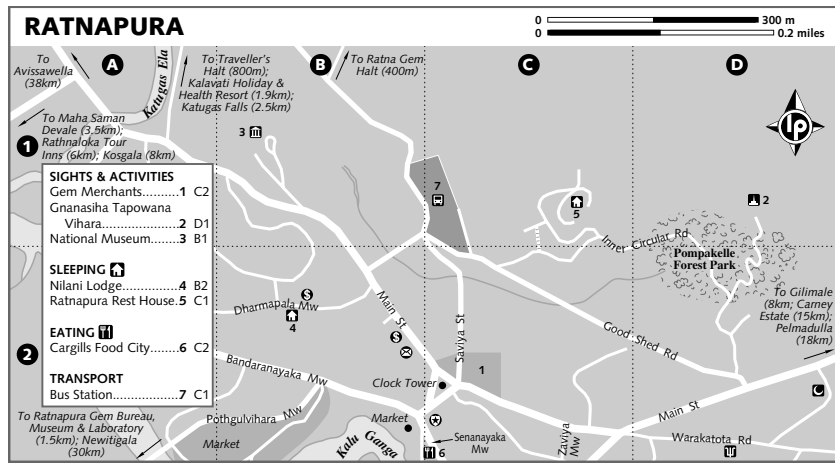 RATNAPURA
0 300 m
0 0.2 miles
A
B
C
D
To
Avissawella
(38km)
Katugas Ela
To Traveller's
Halt (800m);
Kalavati Holiday &
Health Resort (1.9km);
Katugas Falls (2.5km)
To Ratna Gem
Halt (400m)
lp
1
To Maha Saman
Devale (3.5km);
Rathnaloka Tour
Inns (6km); Kosgala (8km)
3
7
5
2
SIGHTS & ACTIVITIES
Gem Merchants..........1 C2
Gnanasiha Tapowana
Vihara....................2 D1
National Museum.......3 B1
SLEEPING
Nilani Lodge...............4 B2
Ratnapura Rest House.5 C1
EATING
Cargills Food City.......6 C2
TRANSPORT
Bus Station.................7 C1
2
Inner Circular Rd
Pompakelle
Forest Park
To Gilimale
(8km; Carney
Estate (15km);
Pelmadulla
(18km)
Dharmapala Mw
$
4
Main St
$
Saviya St
Good Shed Rd
1
Bandaranayaka Mw
Clock Tower
Main St
To Ratnapura Gem Bureau,
Museum & Laboratory
(1.5km); Newitigala
(30km)
Pothgulvihara Mw
Market
Market
Kalu Ganga
6
Senanayaka
Mw
Zaviya
Mw
Warakatota Rd